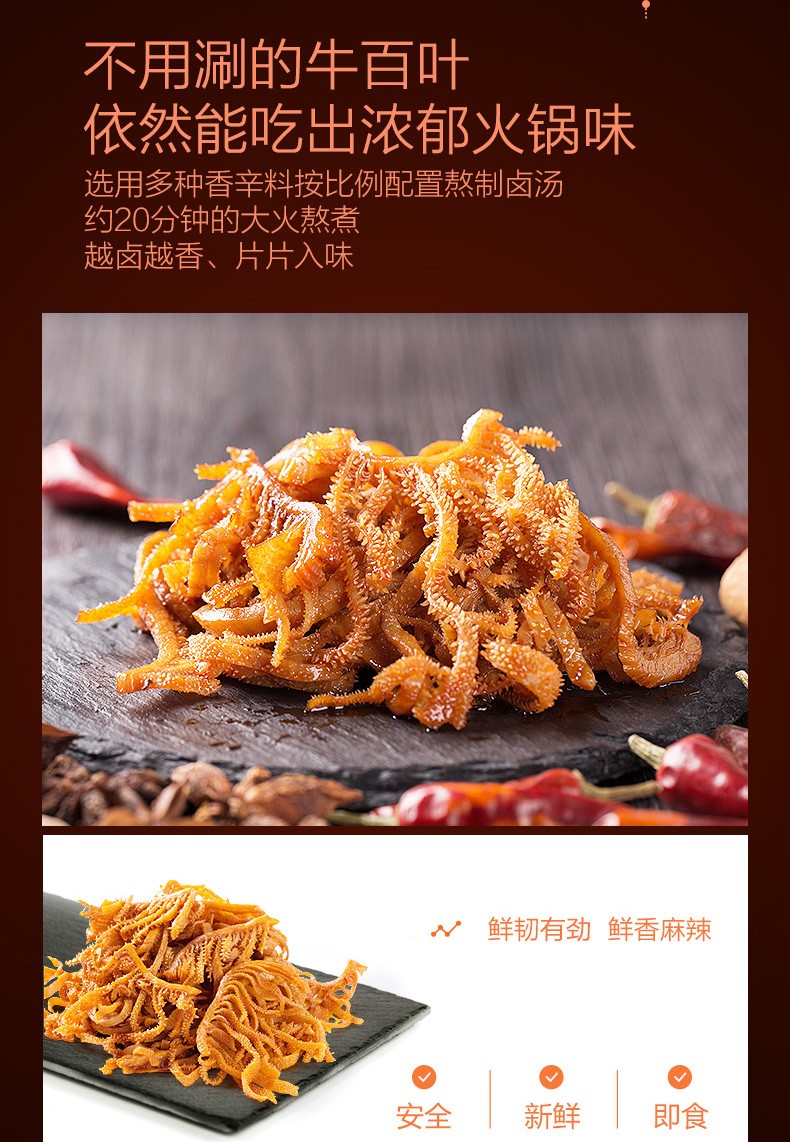 不用涮的牛百叶
依然能吃出浓郁火锅味
选用多种香辛料按比例配置熬制卤汤
约20分钟的大火熬煮
越卤越香、片片入味
鲜韧有劲 鲜香麻辣
安全
新鲜
即食